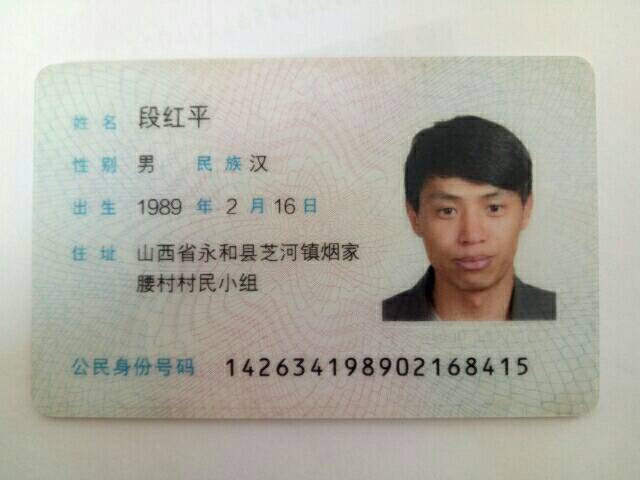 姓名 段红平
性别 男 民族 汉
出生 1989 年 2 月 16 日
住址 山西省永和县芝河镇烟家
腰村村民小组
公民身份号码 142634198902168415